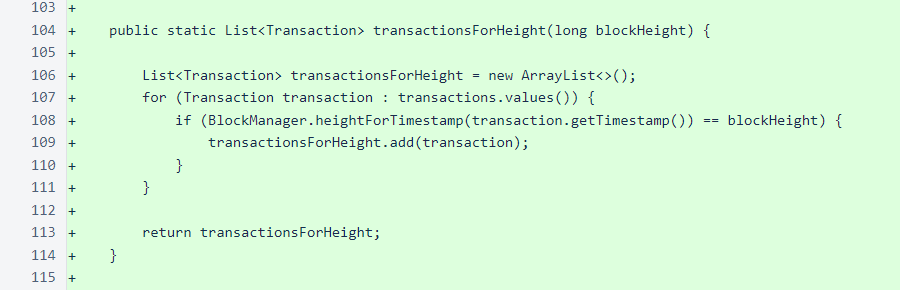 103 +
104 +    public static List<Transaction> transactionsForHeight(long blockHeight) {
105 +
106 +        List<Transaction> transactionsForHeight = new ArrayList<>();
107 +        for (Transaction transaction : transactions.values()) {
108 +            if (BlockManager.heightForTimestamp(transaction.getTimestamp()) == blockHeight) {
109 +                transactionsForHeight.add(transaction);
110 +            }
111 +        }
112 +
113 +        return transactionsForHeight;
114 +    }
115 +